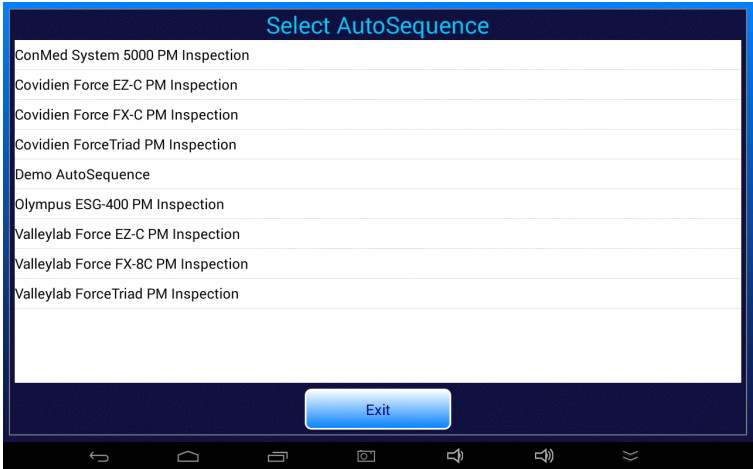 Select AutoSequence
ConMed System 5000 PM Inspection
Covidien Force EZ-C PM Inspection
Covidien Force FX-C PM Inspection
Covidien ForceTriad PM Inspection
Demo AutoSequence
Olympus ESG-400 PM Inspection
Valleylab Force EZ-C PM Inspection
Valleylab Force FX-8C PM Inspection
Valleylab ForceTriad PM Inspection
Exit